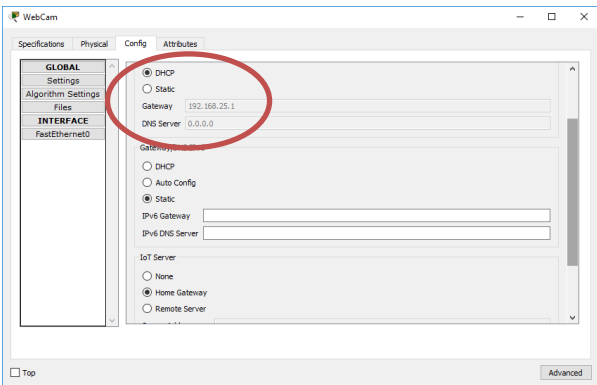 WebCam
Specifications Physical Config Attributes
GLOBAL
Settings
Algorithm Settings
Files
INTERFACE
FastEthernet0
DHCP
Static
Gateway 192.168.25.1
DNS Server 0.0.0.0
DHCP
Auto Config
Static
IPv6 Gateway
IPv6 DNS Server
IoT Server
None
Home Gateway
Remote Server
Top
Advanced